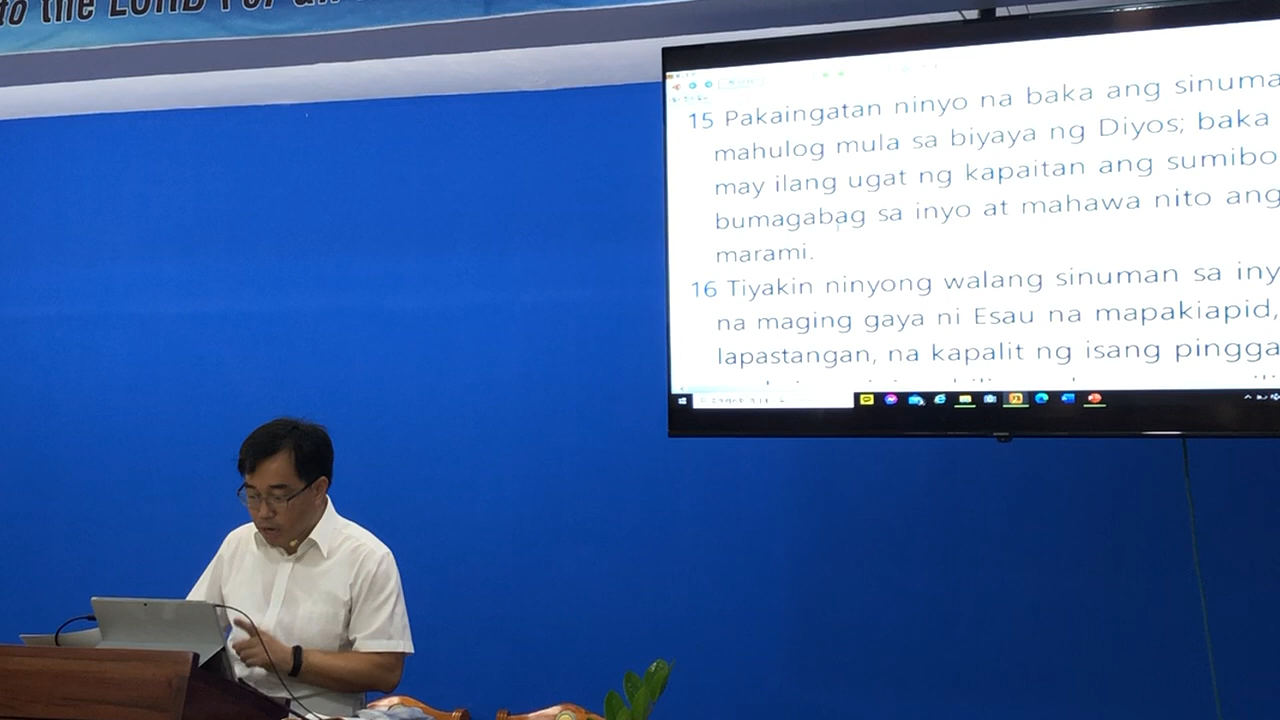 to the LORD For
15 Pakaingatan ninyo na baka ang sinuma
mahulog mula sa biyaya ng Diyos; baka
may ilang ugat ng kapaitan ang sumibo
bumagabag sa inyo at mahawa nito ang
marami.
16 Tiyakin ninyong walang sinuman sa iny
na maging gaya ni Esau na mapakiapid,
lapastangan, na kapalit ng isang pingga